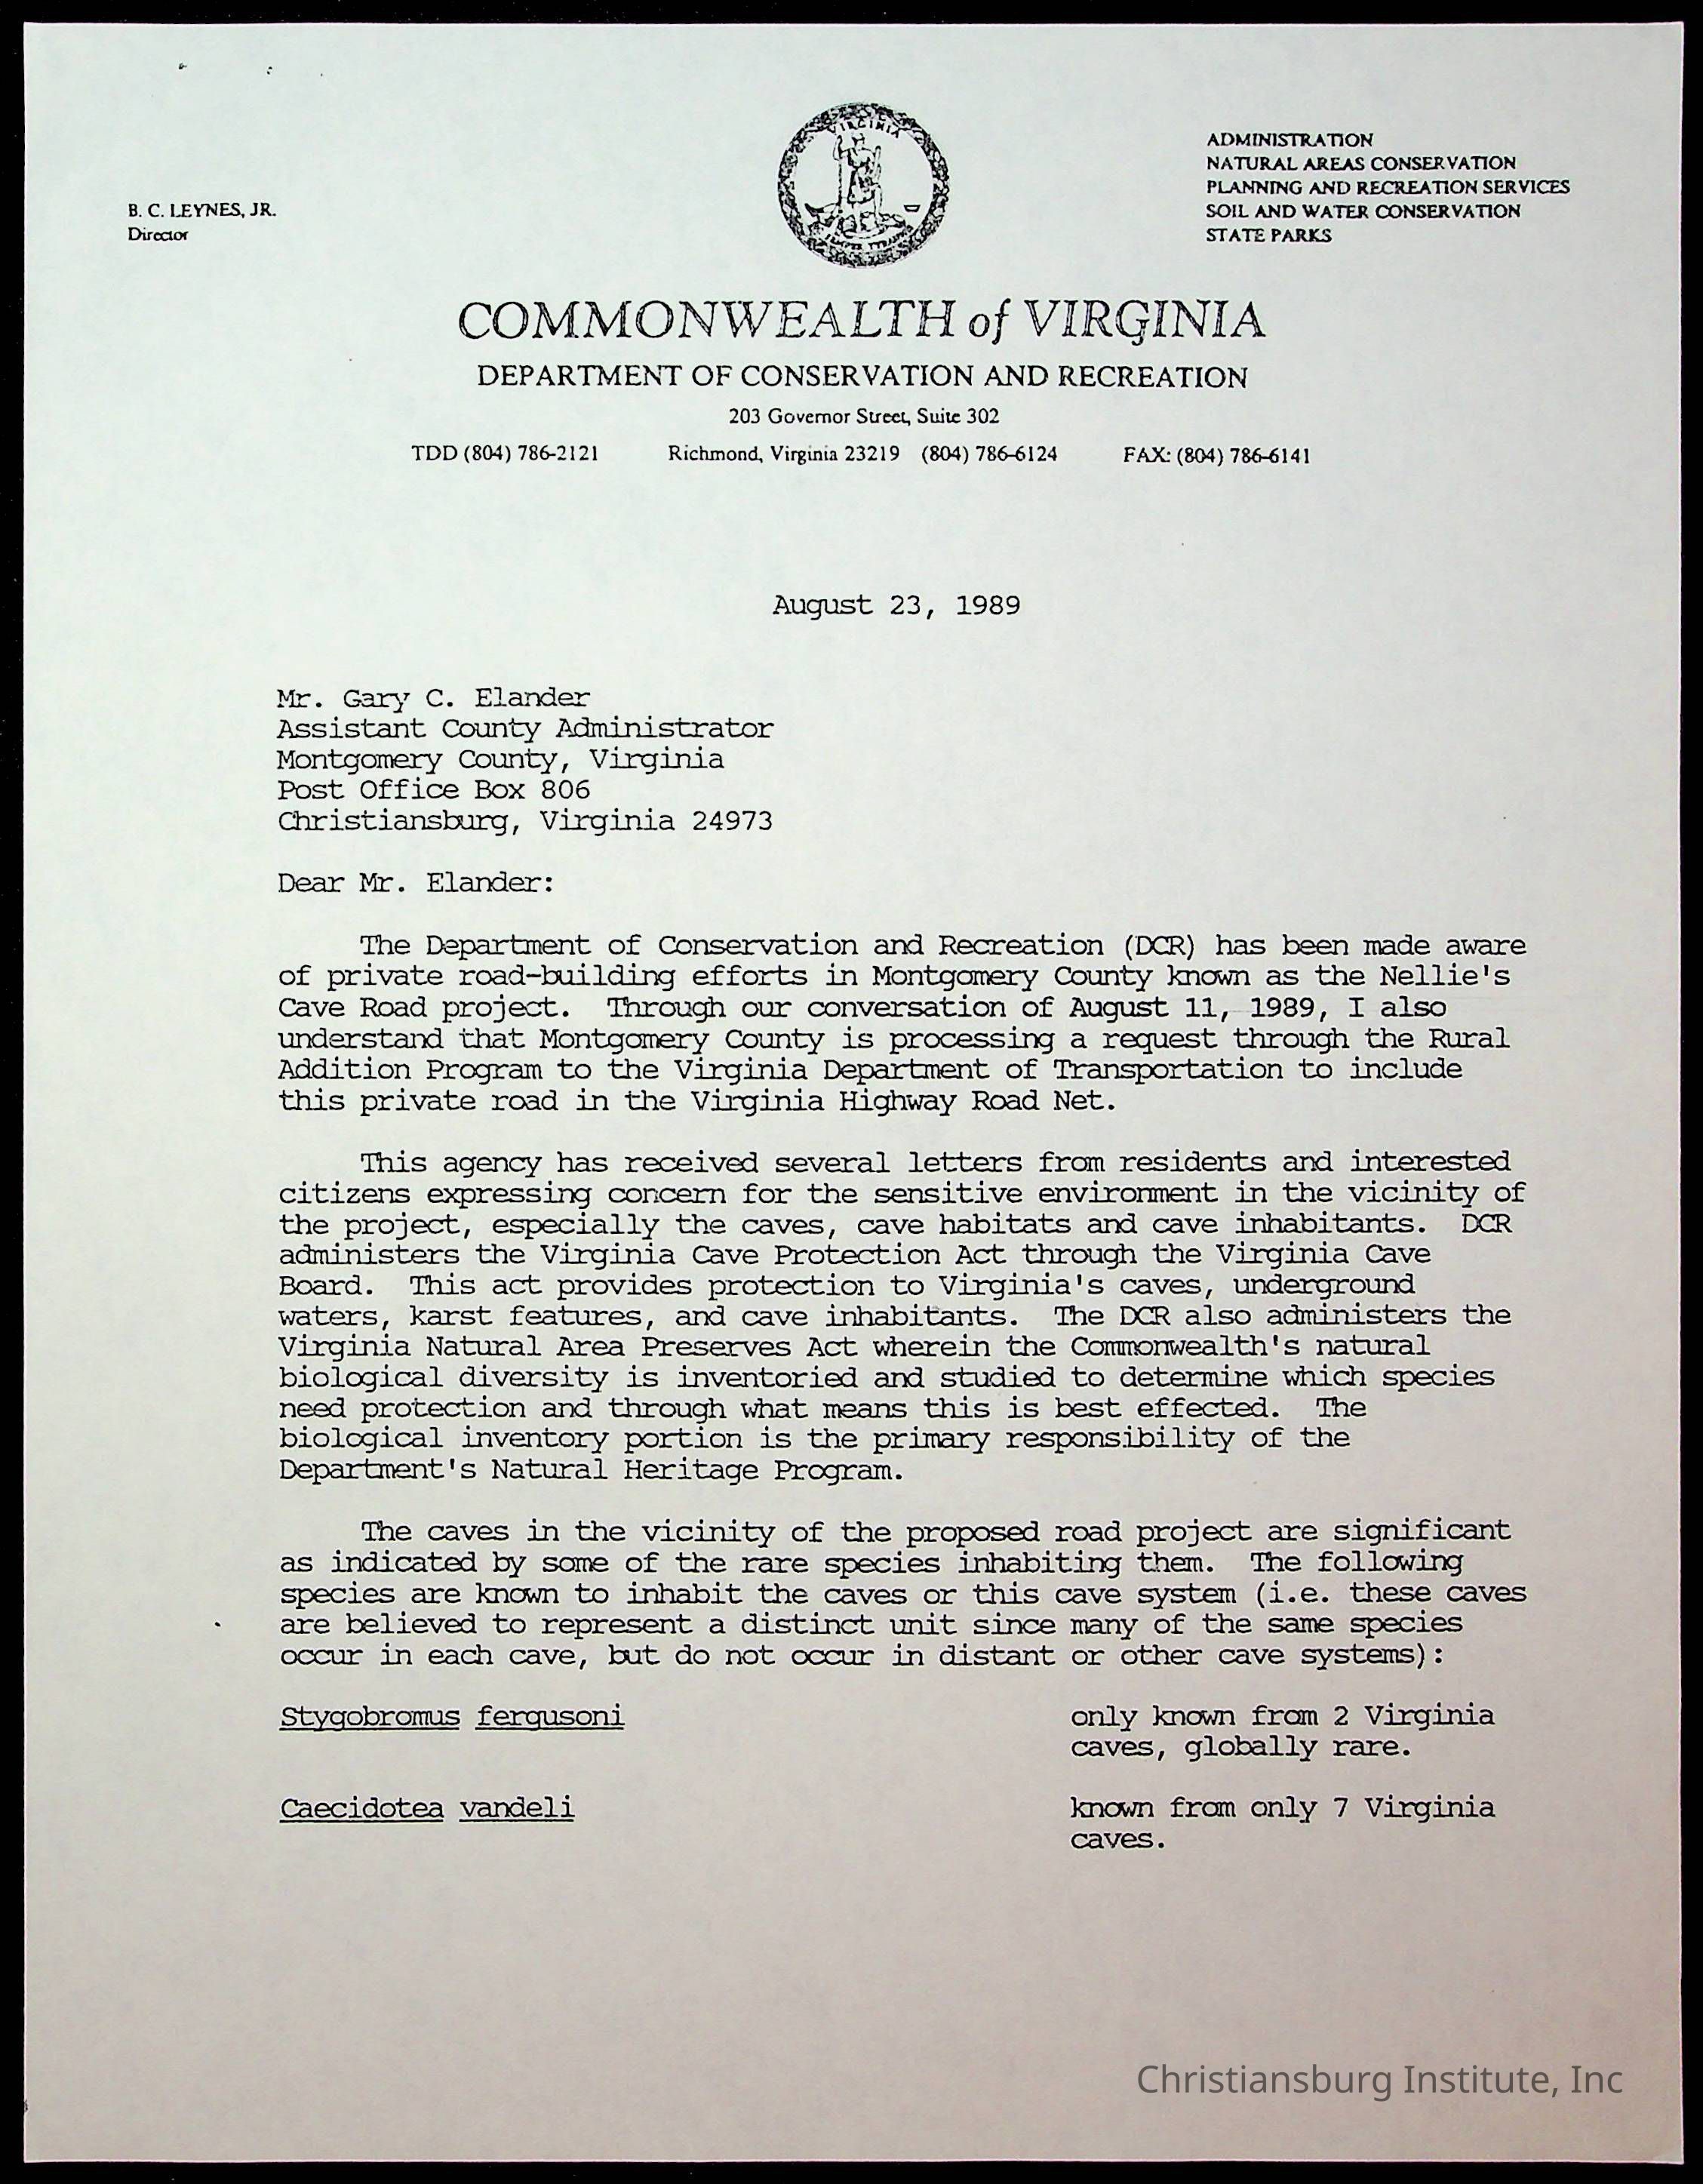 VIRGINIA
B. C. LEYNES, JR.
Director
ADMINISTRATION
NATURAL AREAS CONSERVATION
PLANNING AND RECREATION SERVICES
SOIL AND WATER CONSERVATION
STATE PARKS
COMMONWEALTH of VIRGINIA
DEPARTMENT OF CONSERVATION AND RECREATION
203 Governor Street, Suite 302
TDD (804) 786-2121 Richmond, Virginia 23219 (804) 786-6124 FAX: (804) 786-6141
August 23, 1989
Mr. Gary C. Elander
Assistant County Administrator
Montgomery County, Virginia
Post Office Box 806
Christiansburg, Virginia 24973
Dear Mr. Elander:
The Department of Conservation and Recreation (DCR) has been made aware
of private road-building efforts in Montgomery County known as the Nellie's
Cave Road project. Through our conversation of August 11, 1989, I also
understand that Montgomery County is processing a request through the Rural
Addition Program to the Virginia Department of Transportation to include
this private road in the Virginia Highway Road Net.
This agency has received several letters from residents and interested
citizens expressing concern for the sensitive environment in the vicinity of
the project, especially the caves, cave habitats and cave inhabitants. DCR
administers the Virginia Cave Protection Act through the Virginia Cave
Board. This act provides protection to Virginia's caves, underground
waters, karst features, and cave inhabitants. The DCR also administers the
Virginia Natural Area Preserves Act wherein the Commonwealth's natural
biological diversity is inventoried and studied to determine which species
need protection and through what means this is best effected. The
biological inventory portion is the primary responsibility of the
Department's Natural Heritage Program.
The caves in the vicinity of the proposed road project are significant
as indicated by some of the rare species inhabiting them. The following
species are known to inhabit the caves or this cave system (i.e. these caves
are believed to represent a distinct unit since many of the same species
occur in each cave, but do not occur in distant or other cave systems):
Stygobromus fergusoni only known from 2 Virginia
caves, globally rare.
Caecidotea vandeli known from only 7 Virginia
caves.
Christiansburg Institute, Inc